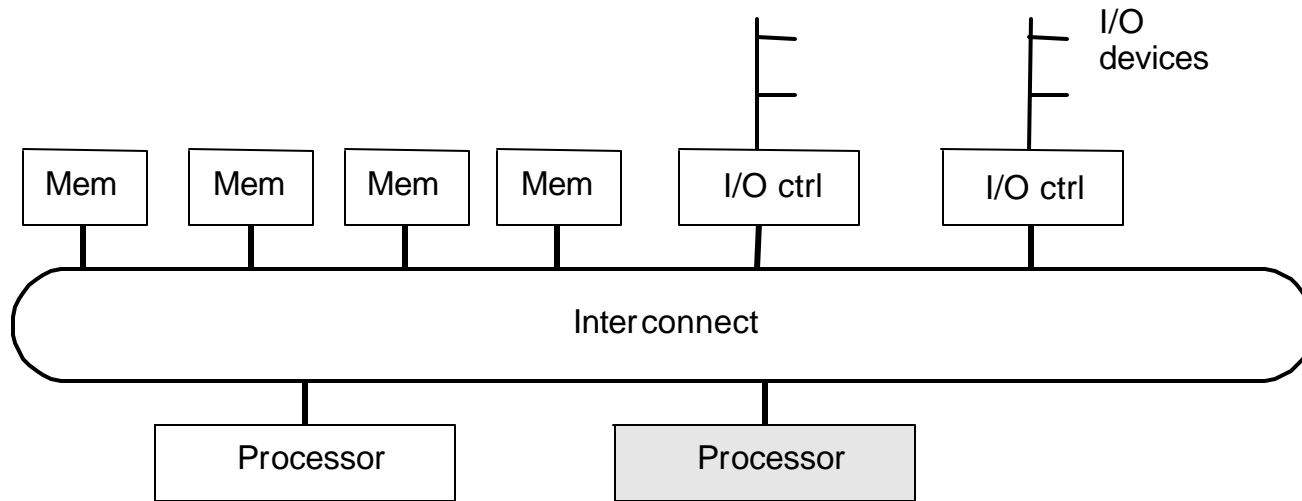 I/O
devices
Mem
Mem
Mem
Mem
I/O ctrl
I/O ctrl
Interconnect
Processor
Processor